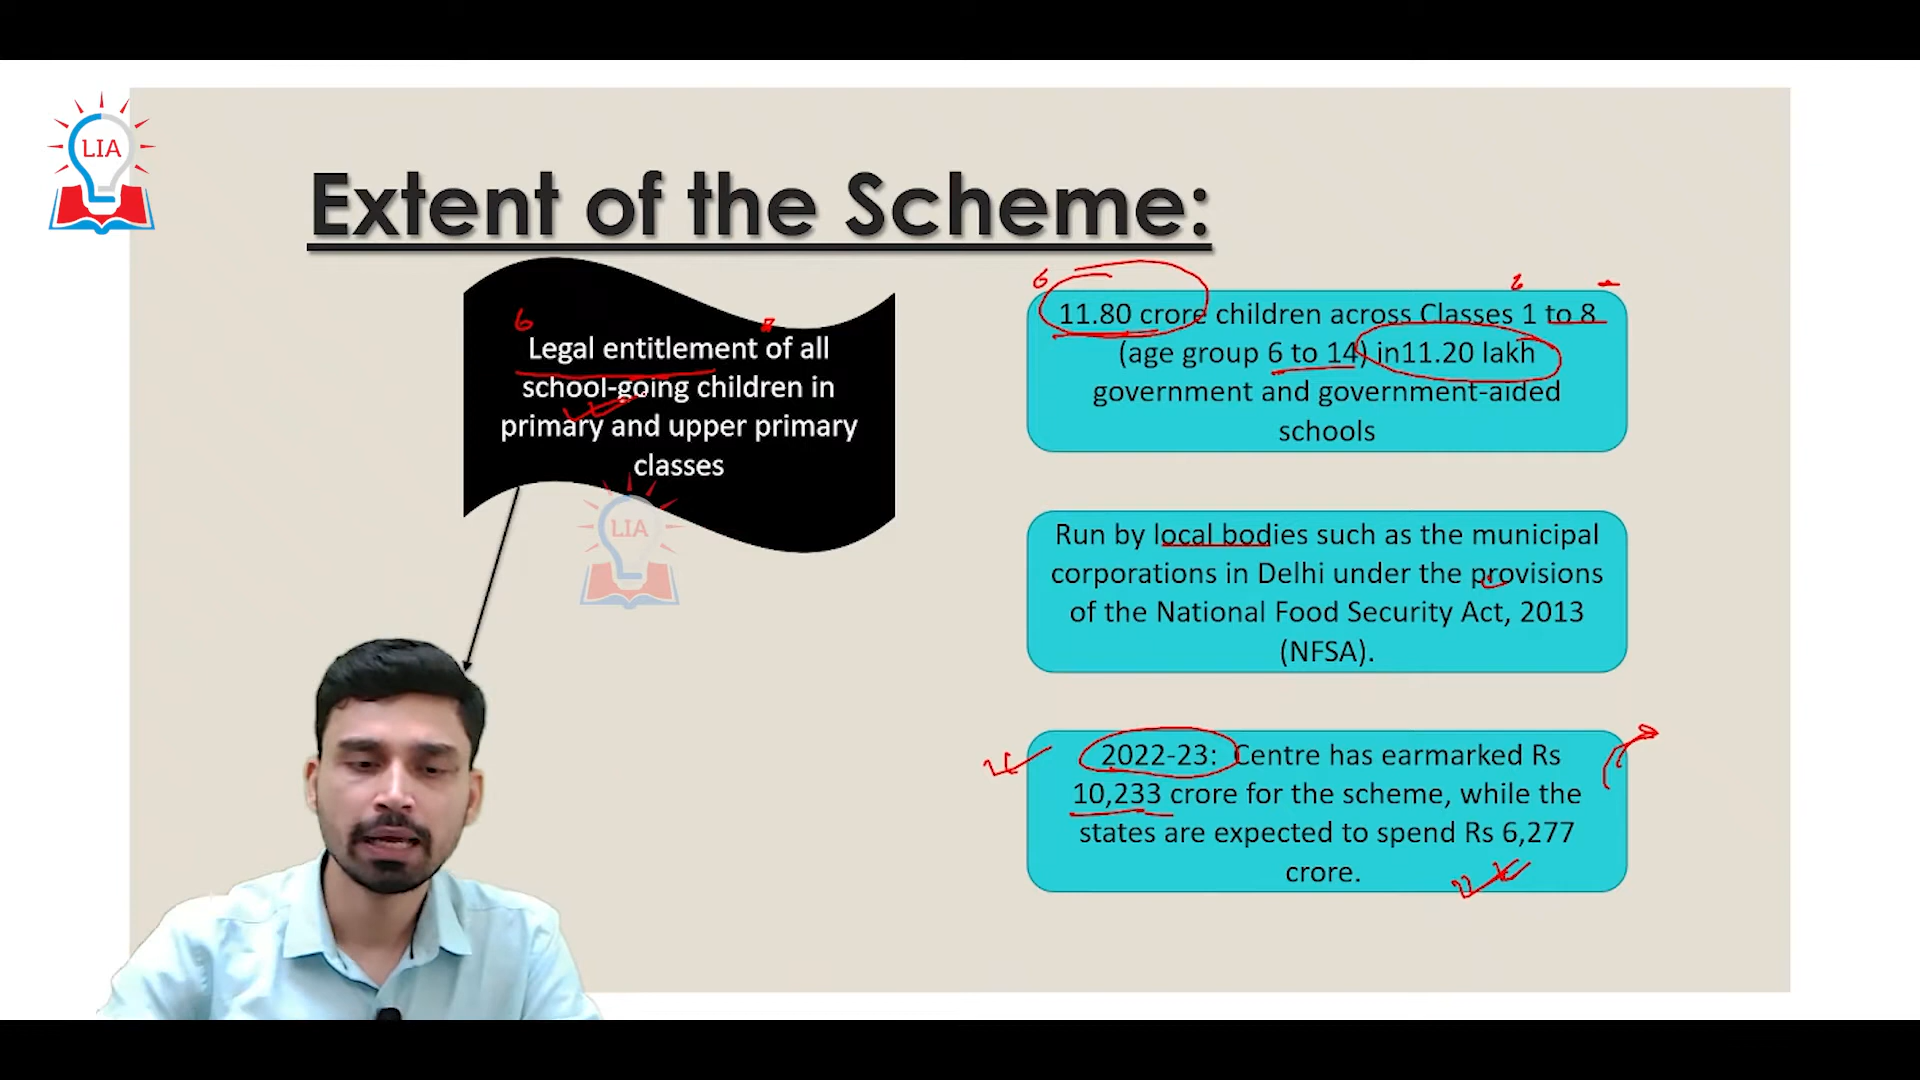 LIA
Extent of the Scheme:
6
Legal entitlement of all
school-going children in
primary and upper primary
classes
LIA
6
11.80 crore children across Classes 1 to 8
(age group 6 to 14) in11.20 lakh
government and government-aided
schools
Run by local bodies such as the municipal
corporations in Delhi under the provisions
of the National Food Security Act, 2013
(NFSA).
2022-23: Centre has earmarked Rs
10,233 crore for the scheme, while the
states are expected to spend Rs 6,277
crore.